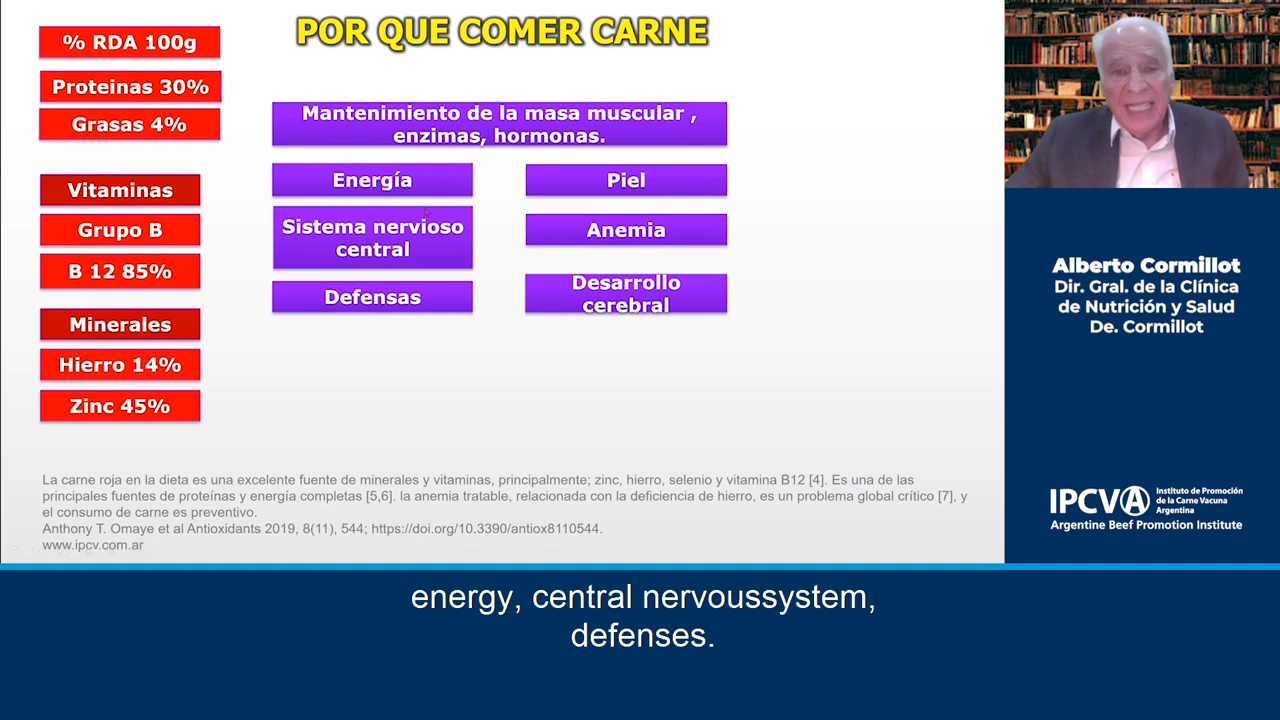 POR QUE COMER CARNE
% RDA 100g
Proteinas 30%
Grasas 4%
Vitaminas
Grupo B
B 12 85%
Minerales
Hierro 14%
Zinc 45%
Mantenimiento de la masa muscular ,
enzimas, hormonas.
Energía
Piel
Sistema nervioso
central
Anemia
Defensas
Desarrollo
cerebral
La carne roja en la dieta es una excelente fuente de minerales y vitaminas, principalmente; zinc, hierro, selenio y vitamina B12 [4]. Es una de las
principales fuentes de proteínas y energía completas [5,6]. la anemia tratable, relacionada con la deficiencia de hierro, es un problema global crítico [7], y
el consumo de carne es preventivo.
Anthony T. Omaye et al Antioxidants 2019, 8(11), 544; https://doi.org/10.3390/antiox8110544.
www.ipcv.com.ar
Alberto Cormillot
Dir. Gral. de la Clínica
de Nutrición y Salud
De. Cormillot
IPCVA
Instituto de Promoción
de la Carne Vacuna
Argentina
Argentine Beef Promotion Institute
energy, central nervoussystem,
defenses.